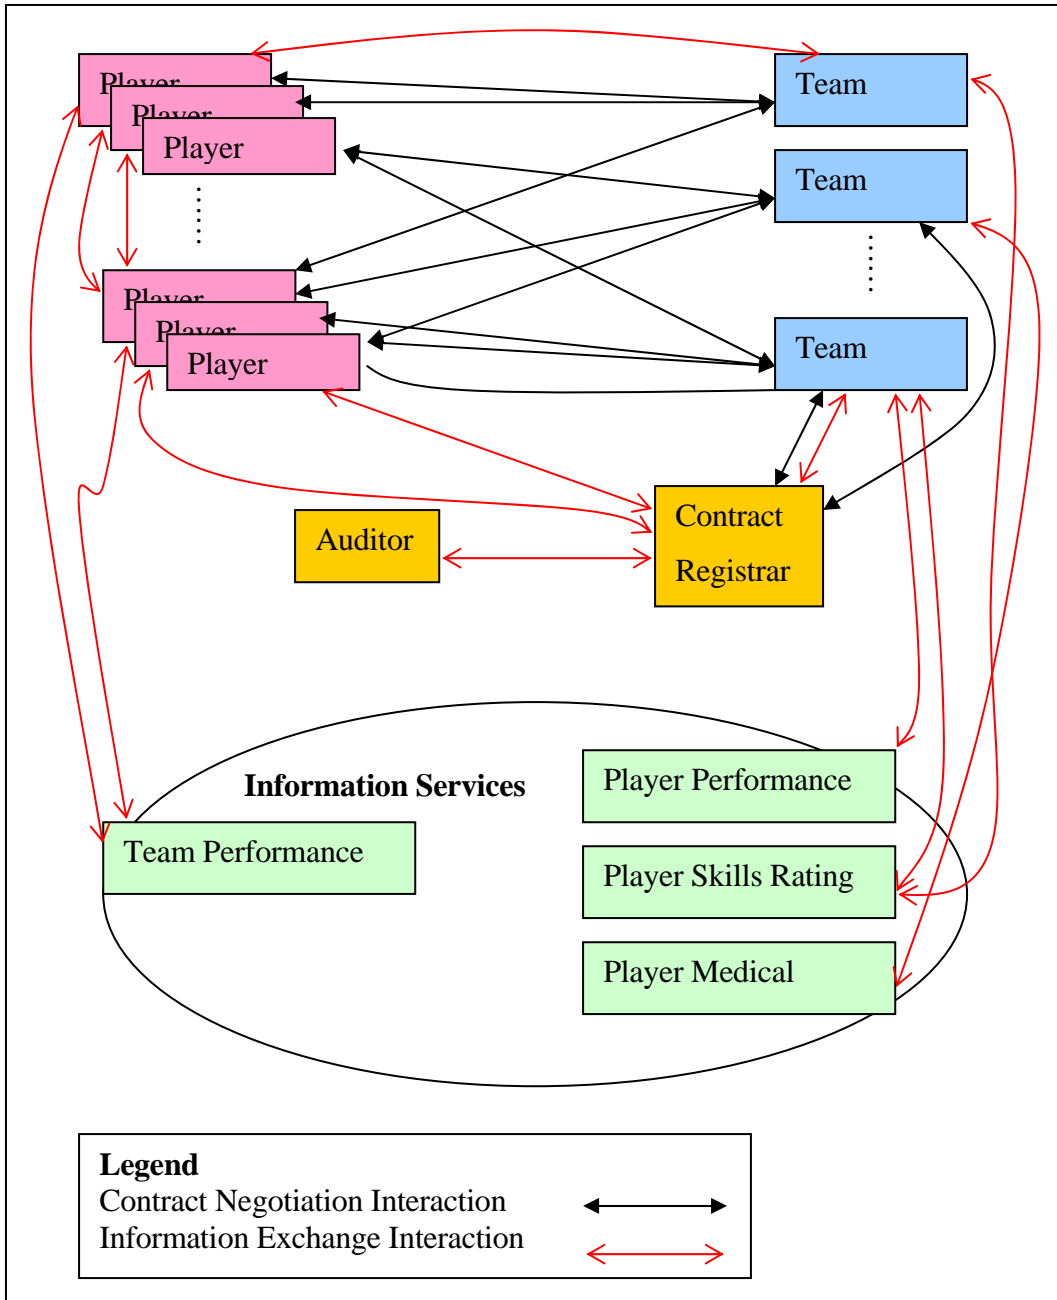 Player
Player
Player
Team
Team
Player
Player
Player
Team
Contract
Registrar
Auditor
Information Services
Player Performance
Team Performance
Player Skills Rating
Player Medical
Legend
Contract Negotiation Interaction
Information Exchange Interaction